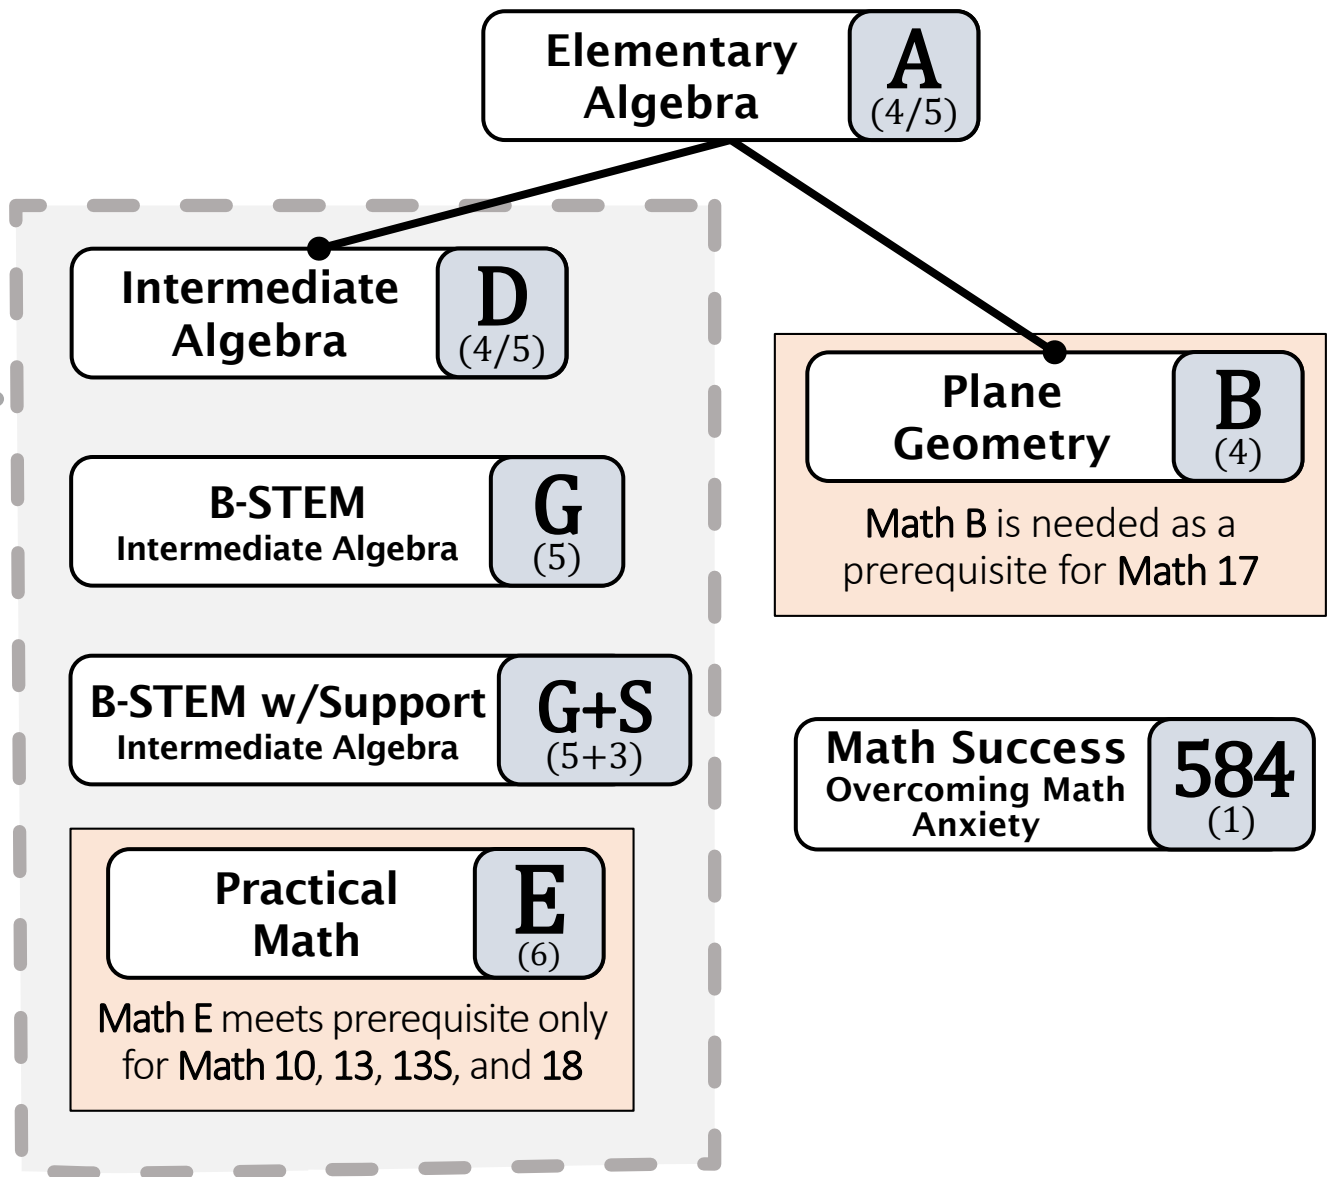 Elementary
Algebra
A
(4/5)
Intermediate
Algebra
D
(4/5)
B-STEM
Intermediate Algebra
G
(5)
B-STEM w/Support
Intermediate Algebra
G+S
(5+3)
Practical
Math
E
(6)
Math E meets prerequisite only
for Math 10, 13, 13S, and 18
Plane
Geometry
B
(4)
Math B is needed as a
prerequisite for Math 17
Math Success
Overcoming Math
Anxiety
584
(1)